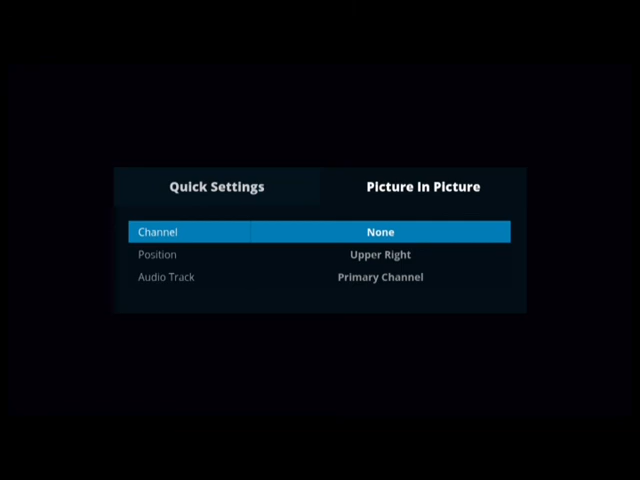 Quick Settings Picture In Picture
Channel None
Position Upper Right
Audio Track Primary Channel